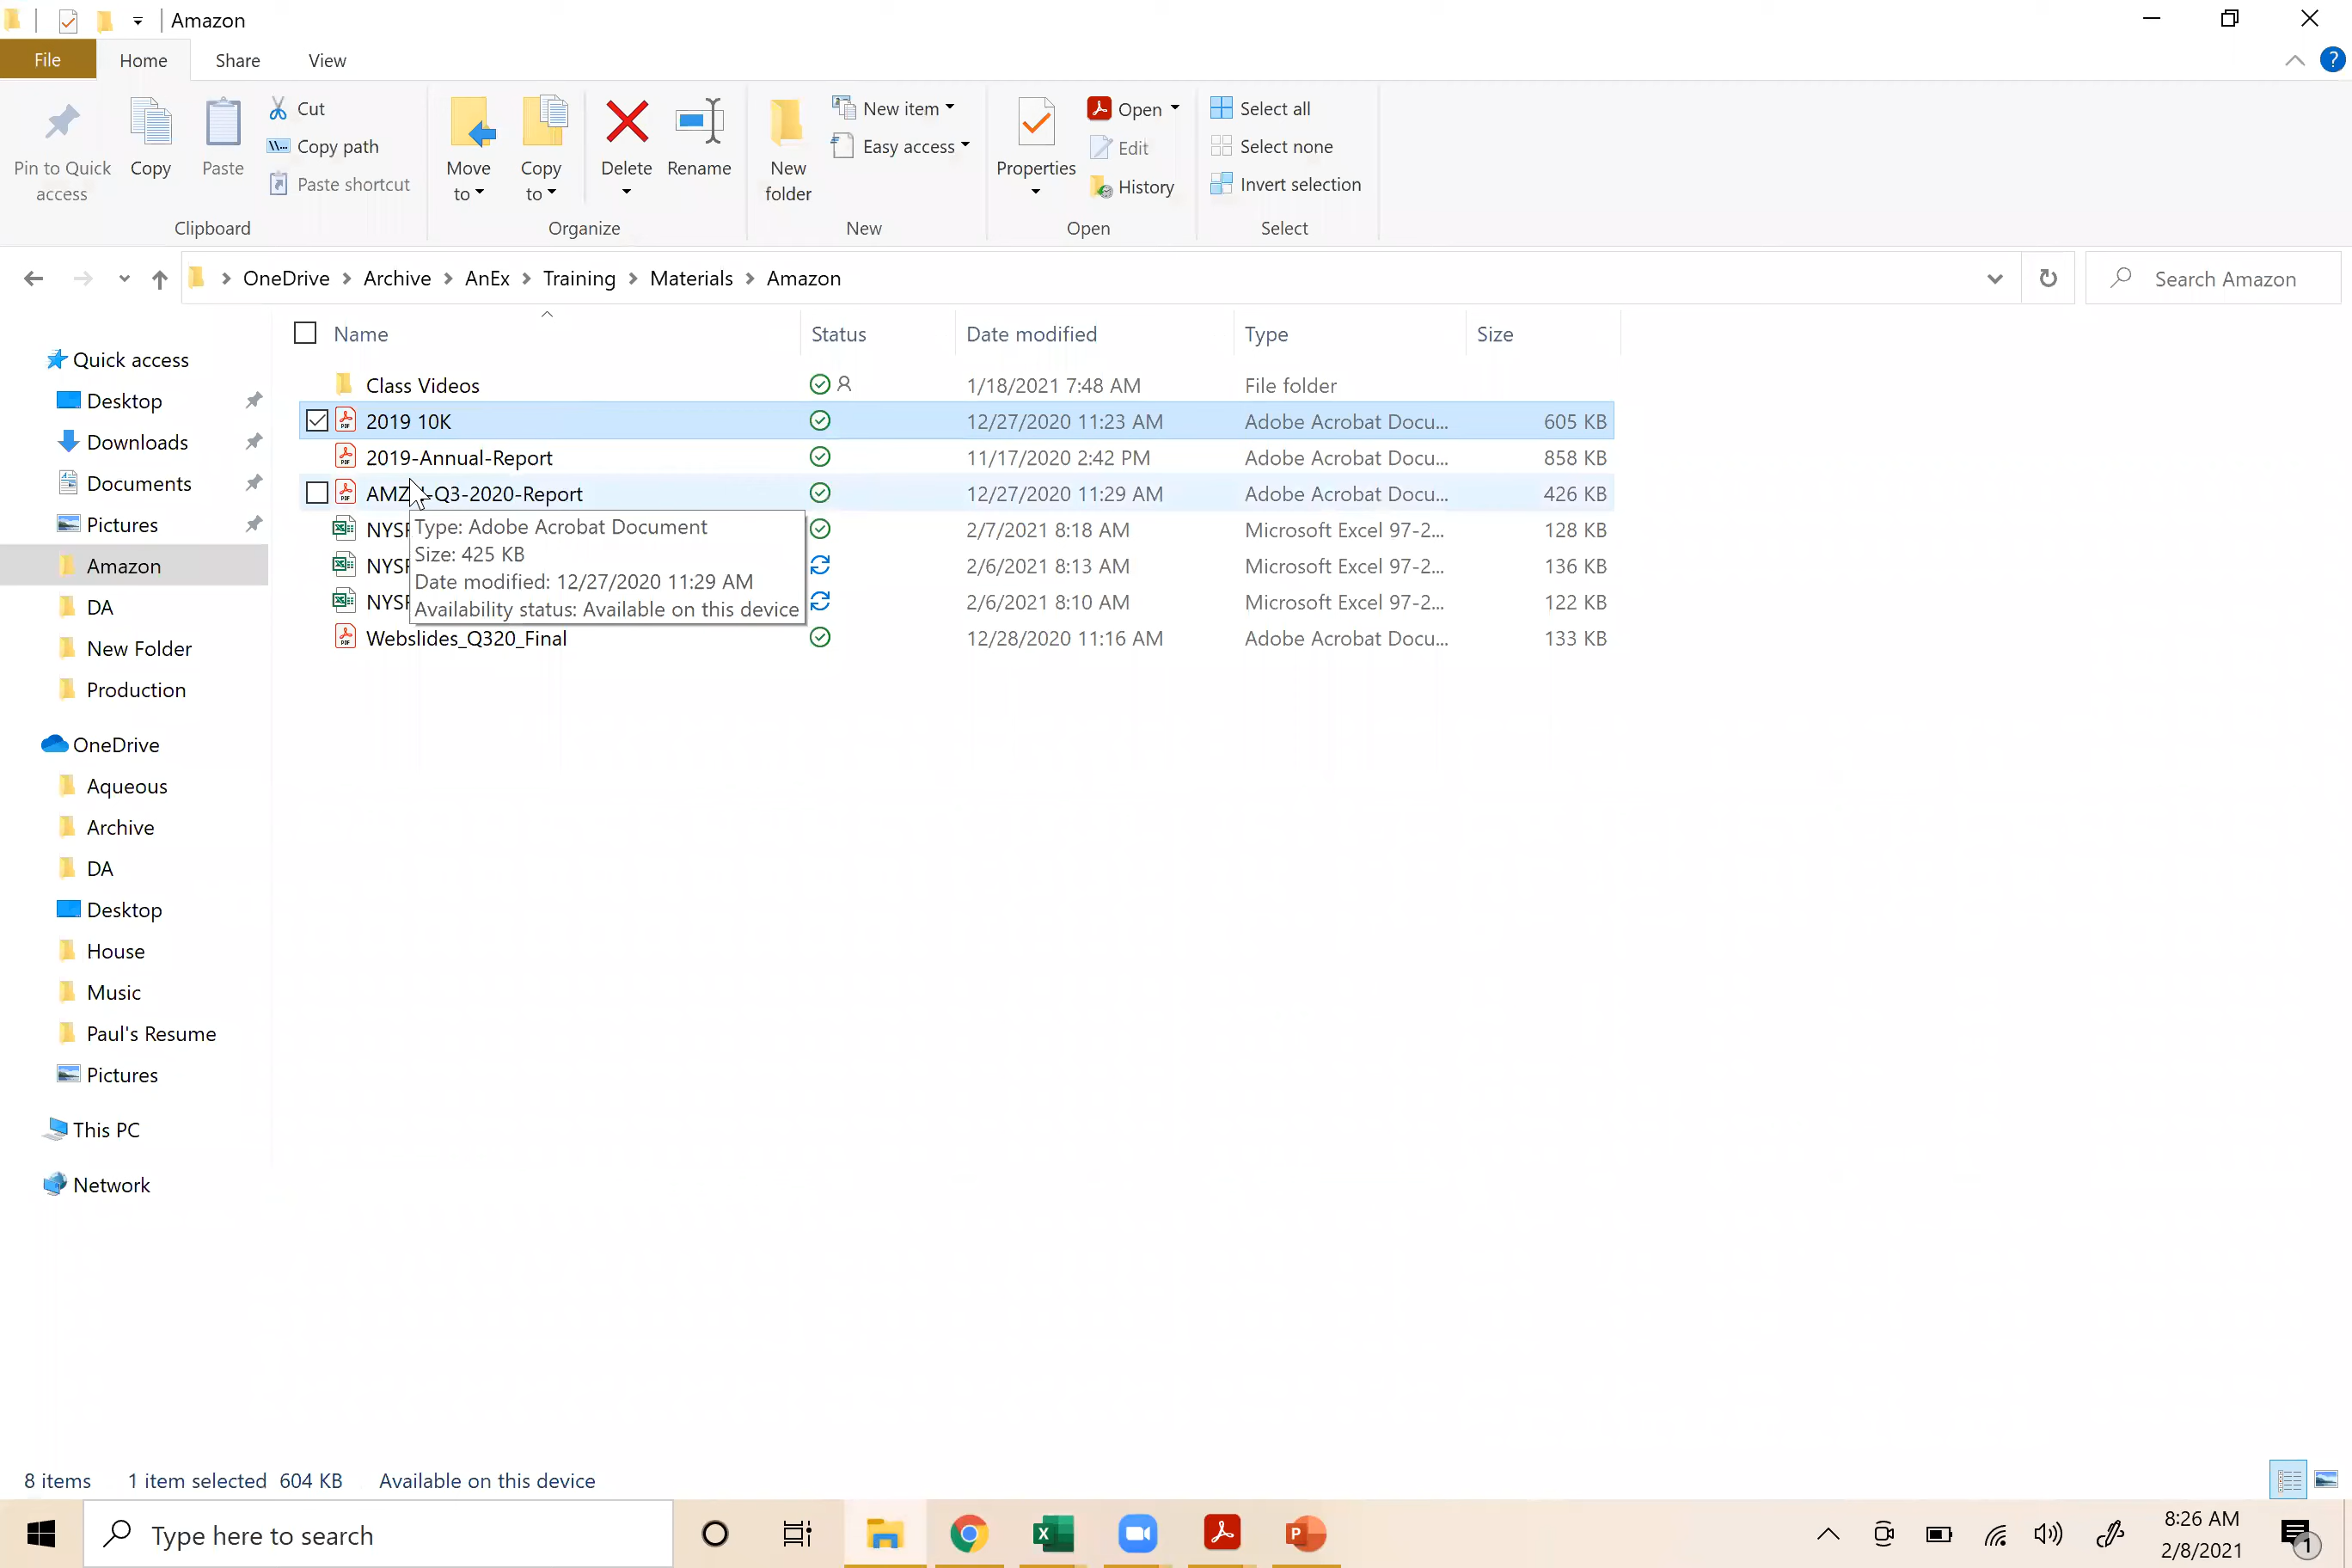 Amazon
File Home Share View
Pin to Quick access
Copy
Paste
Cut
Copy path
Paste shortcut
Clipboard
Move to
Copy to
Delete
Rename
Organize
New folder
New item
Easy access
New
Properties
Open
Edit
History
Open
Select all
Select none
Invert selection
Select
OneDrive Archive AnEx Training Materials Amazon
Search Amazon
Quick access
Desktop
Downloads
Documents
Pictures
Amazon
DA
New Folder
Production
OneDrive
Aqueous
Archive
DA
Desktop
House
Music
Paul's Resume
Pictures
This PC
Network
Name Status Date modified Type Size
Class Videos 1/18/2021 7:48 AM File folder
2019 10K 12/27/2020 11:23 AM Adobe Acrobat Docu... 605 KB
2019-Annual-Report 11/17/2020 2:42 PM Adobe Acrobat Docu... 858 KB
-Q3-2020-Report 12/27/2020 11:29 AM Adobe Acrobat Docu... 426 KB
2/7/2021 8:18 AM Microsoft Excel 97-2... 128 KB
2/6/2021 8:13 AM Microsoft Excel 97-2... 136 KB
2/6/2021 8:10 AM Microsoft Excel 97-2... 122 KB
Webslides_Q320_Final 12/28/2020 11:16 AM Adobe Acrobat Docu... 133 KB
Type: Adobe Acrobat Document
Size: 425 KB
Date modified: 12/27/2020 11:29 AM
Availability status: Available on this device
8 items 1 item selected 604 KB Available on this device
Type here to search
8:26 AM
2/8/2021
1